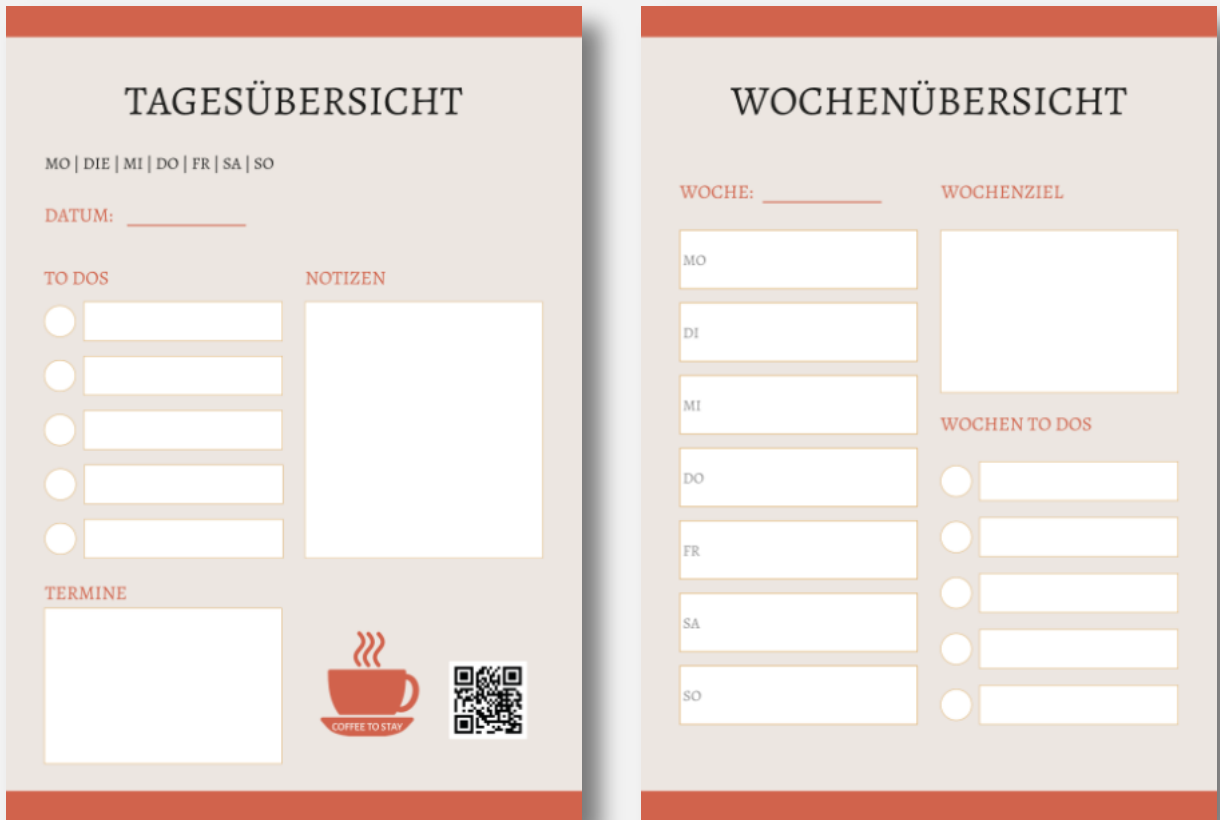 TAGESÜBERSICHT
MO | DIE | MI | DO | FR | SA | SO
DATUM:
TO DOS
NOTIZEN
TERMINE
COFFEE TO STAY
WOCHENÜBERSICHT
WOCHE:
WOCHENZIEL
MO
DI
MI
DO
FR
SA
SO
WOCHEN TO DOS